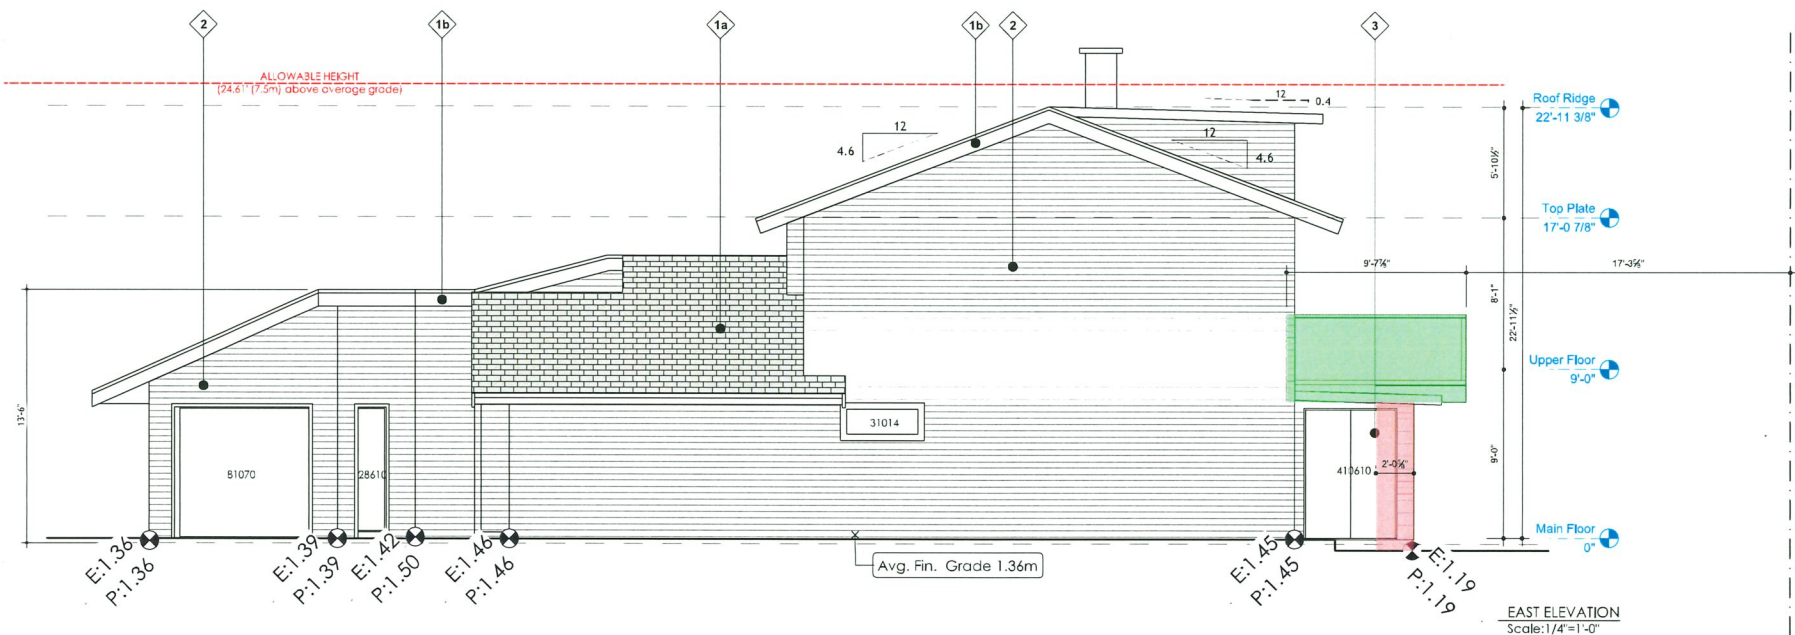 2
1b
1a
1b
2
3
ALLOWABLE HEIGHT
(24.61' (7.5m) above average grade)
12
0.4
Roof Ridge
22'-11 3/8"
12
4.6
12
4.6
5'-10½"
Top Plate
17'-0 7/8"
9'-7⅞"
17'-3⅝"
8'-1"
22'-11½"
Upper Floor
9'-0"
13'-6"
31014
81070
28610
410610
2'-0⅛"
9'-0"
Main Floor
0"
E:1.36
P:1.36
E:1.39
P:1.39
E:1.42
P:1.50
E:1.46
P:1.46
Avg. Fin. Grade 1.36m
E:1.45
P:1.45
E:1.19
P:1.19
EAST ELEVATION
Scale:1/4"=1'-0"